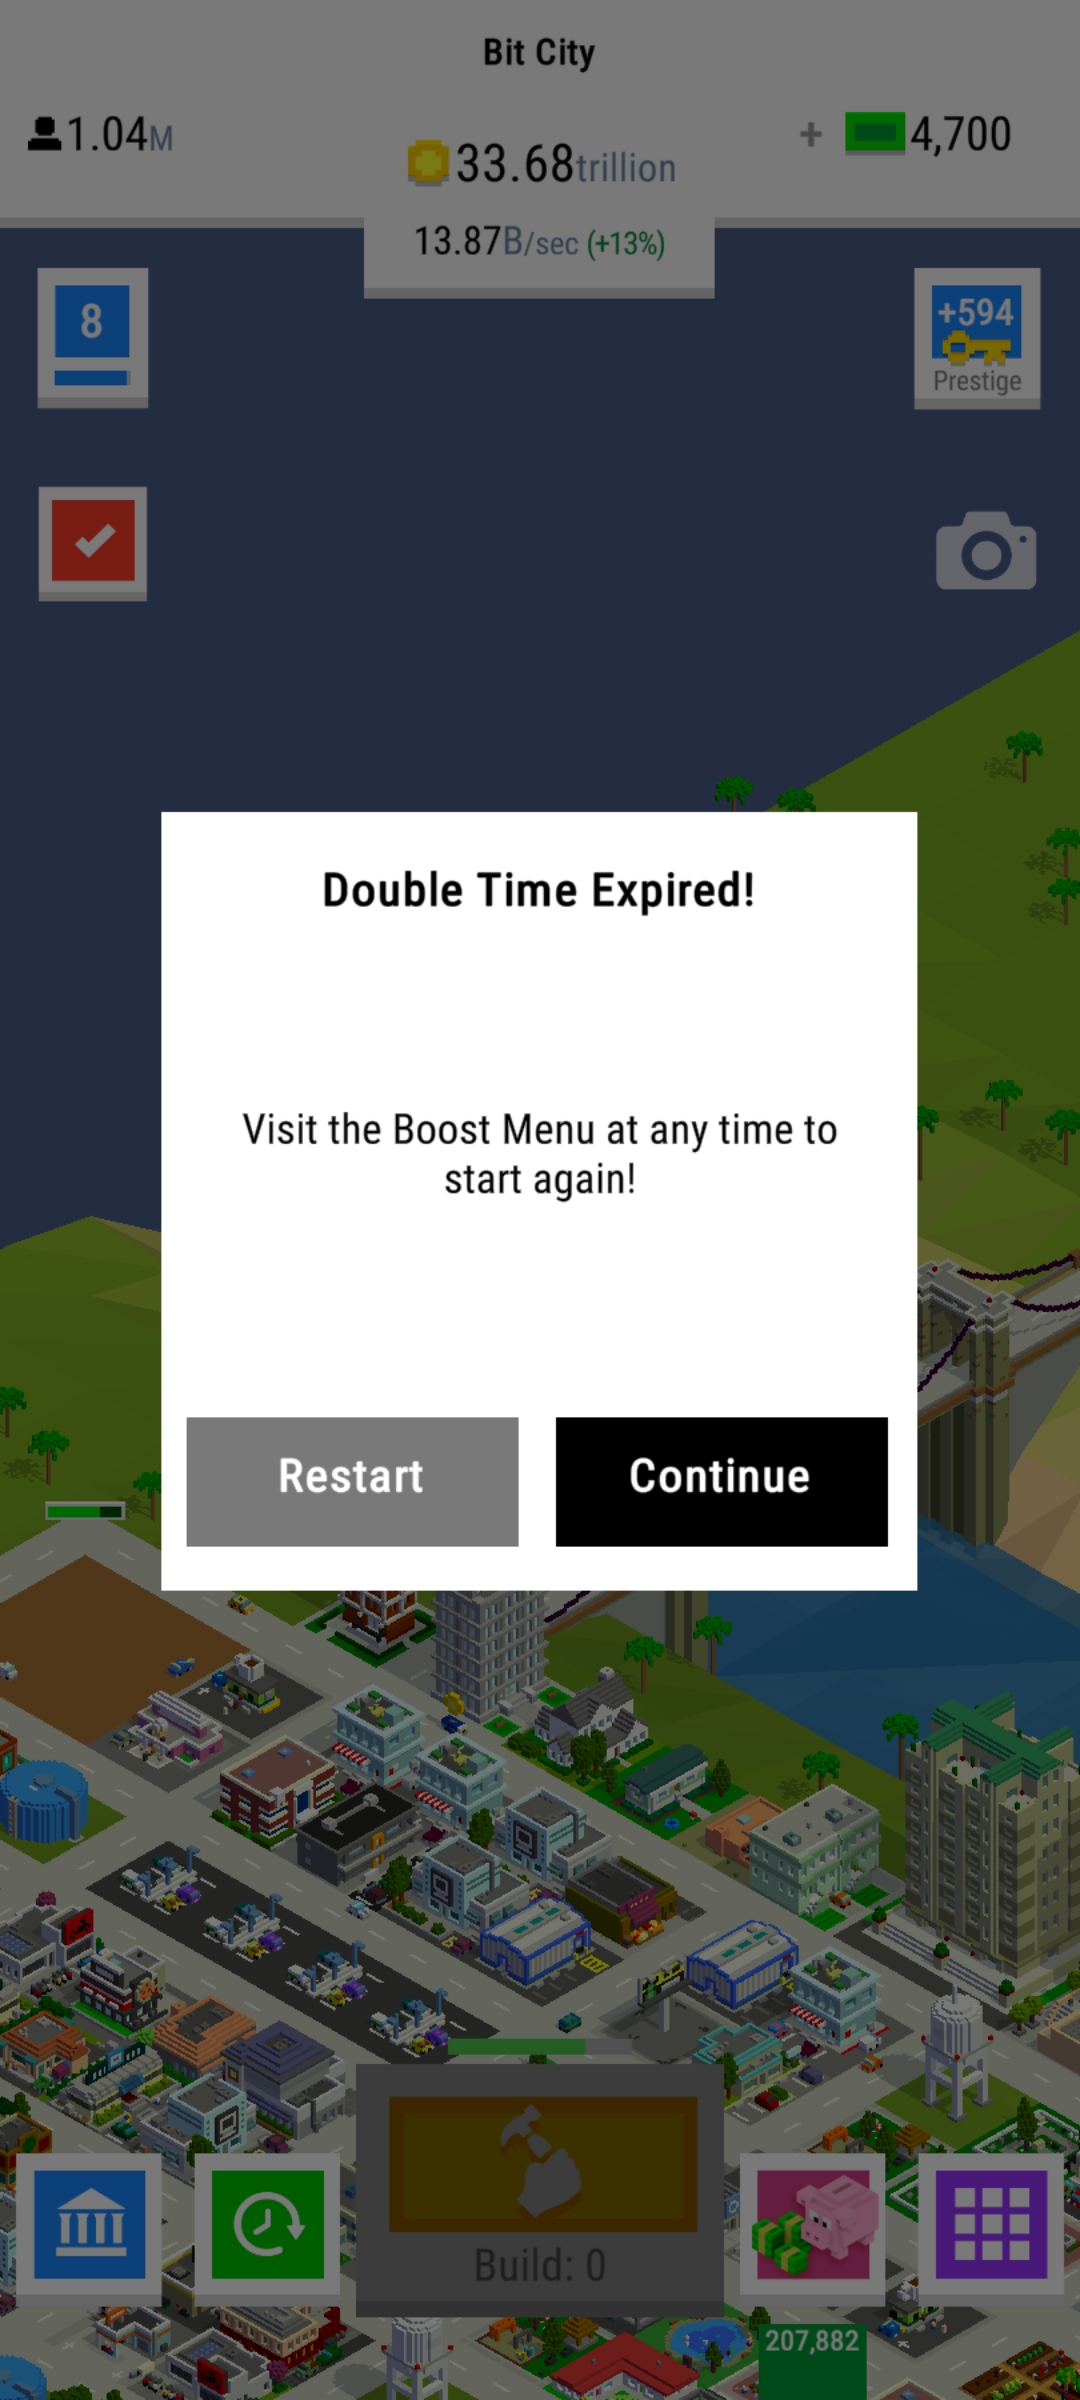 Bit City
1.04M
33.68trillion
+ 4,700
13.87B/sec (+13%)
8
+594
Prestige
Double Time Expired!
Visit the Boost Menu at any time to
start again!
Restart
Continue
Build: 0
207,882